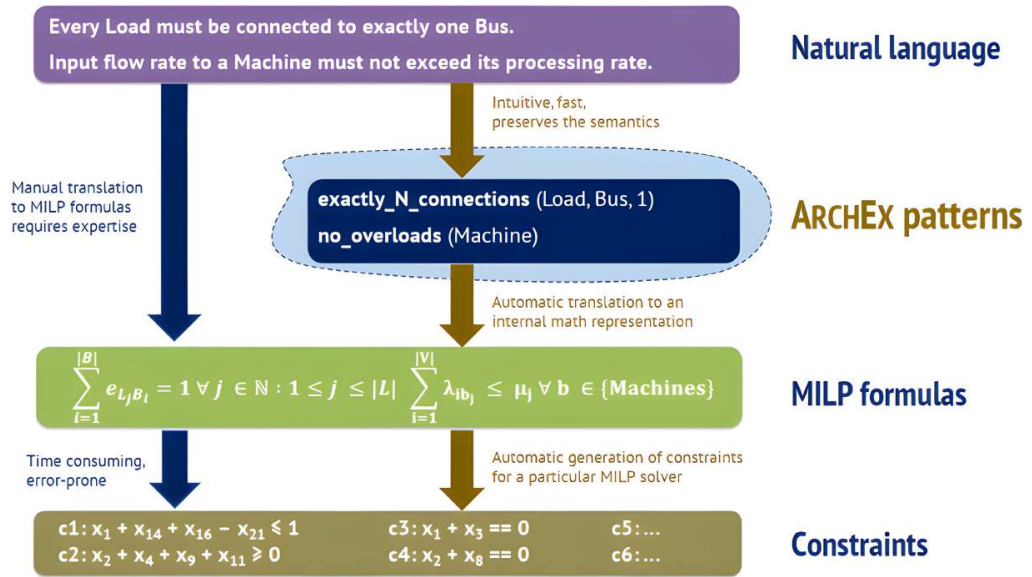 Every Load must be connected to exactly one Bus.
Input flow rate to a Machine must not exceed its processing rate.
Natural language
Intuitive, fast,
preserves the semantics
Manual translation
to MILP formulas
requires expertise
exactly_N_connections (Load, Bus, 1)
no_overloads (Machine)
ARCHEX patterns
Automatic translation to an
internal math representation
∑_{i=1}^{|B|} e_{L_jB_i} = 1 ∀ j ∈ ℕ : 1 ≤ j ≤ |L| ∑_{i=1}^{|V|} λ_{ib_j} ≤ μ_j ∀ b ∈ {Machines}
MILP formulas
Time consuming,
error-prone
Automatic generation of constraints
for a particular MILP solver
c1: x₁ + x₁₄ + x₁₆ − x₂₁ ⩽ 1 c3: x₁ + x₃ == 0 c5: ...
c2: x₂ + x₄ + x₉ + x₁₁ ⩾ 0 c4: x₂ + x₈ == 0 c6: ...
Constraints